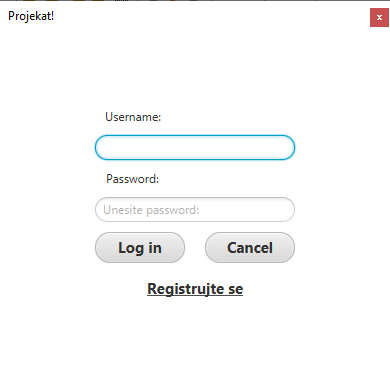 Projekat!
x
Username:
Password:
Unesite password:
Log in
Cancel
Registrujte se